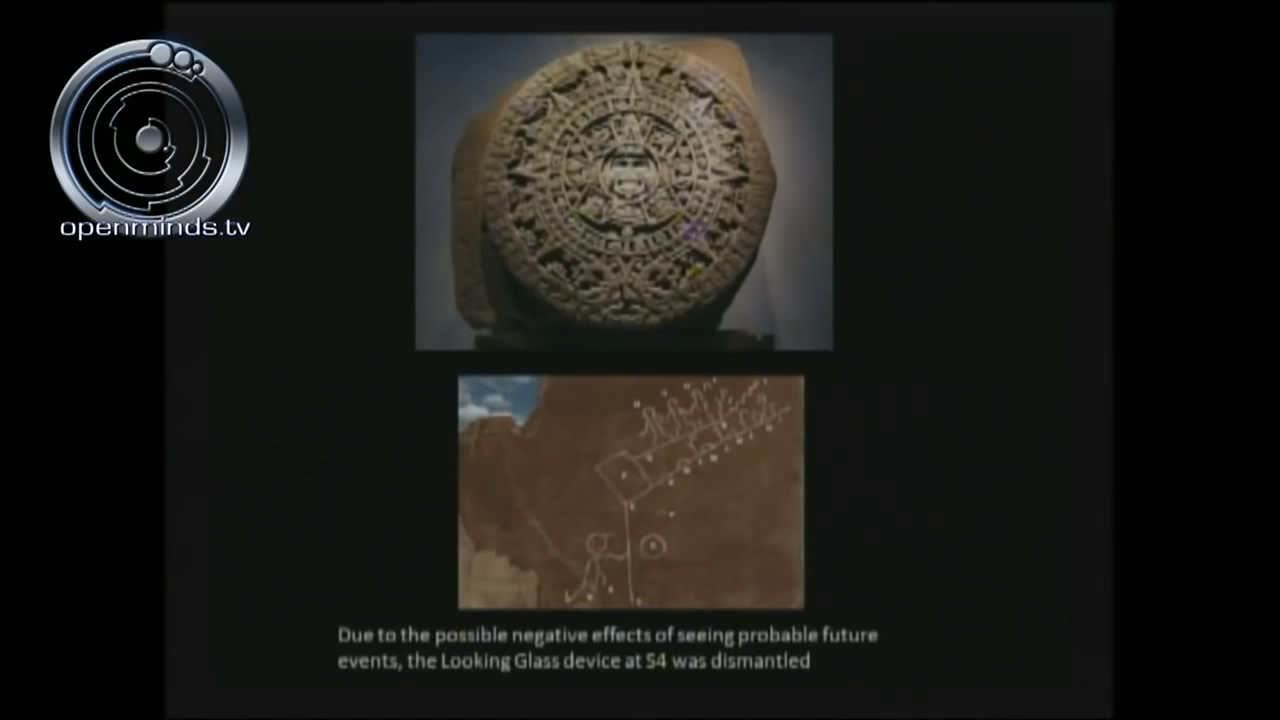 openminds.tv
Due to the possible negative effects of seeing probable future
events, the Looking Glass device at S4 was dismantled